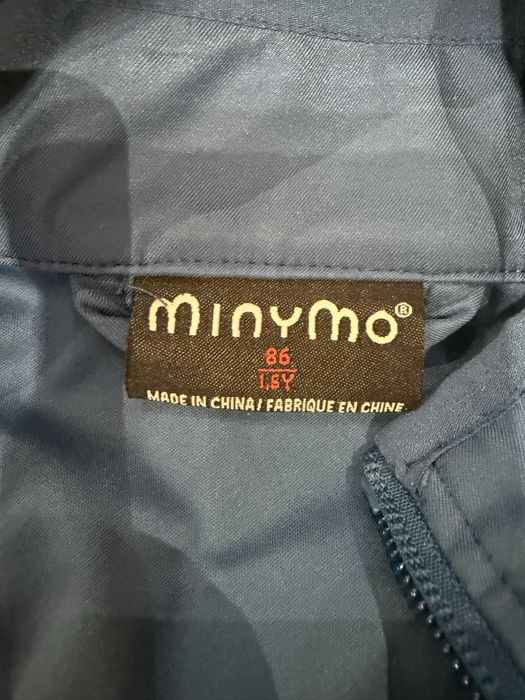 minymo®
86
1,5Y
MADE IN CHINA / FABRIQUE EN CHINE